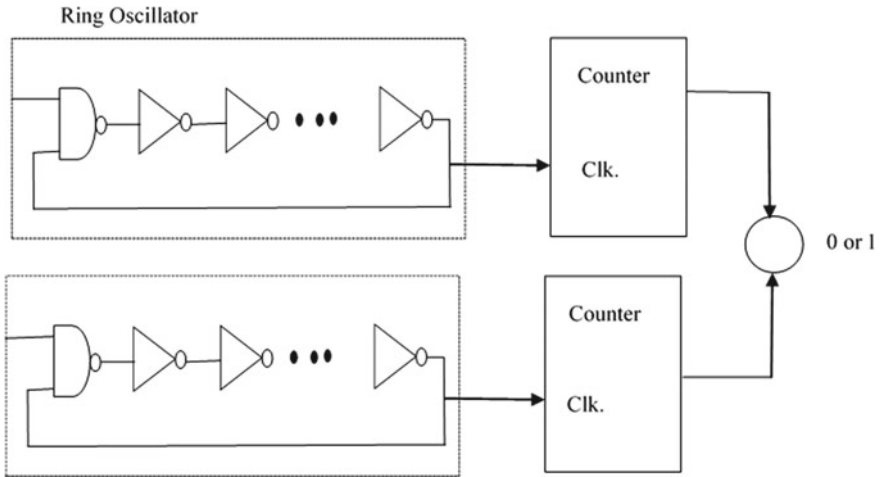 Ring Oscillator
Counter
Clk.
0 or 1
Counter
Clk.